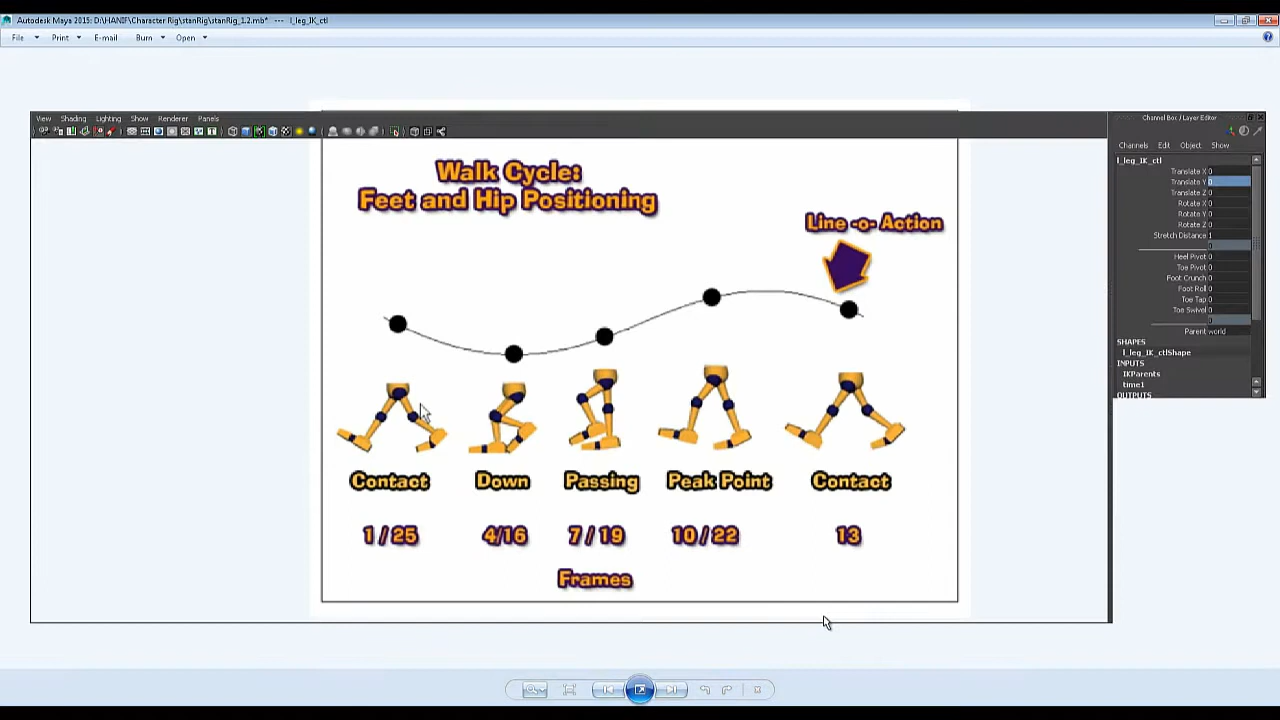 Autodesk Maya 2015: D:\HANIF\Character Rig\stanRig\stanRig_1.2.mb* --- l_leg_IK_ctl
File Print E-mail Burn Open
View Shading Lighting Show Renderer Panels
Channel Box / Layer Editor
Channels Edit Object Show
l_leg_IK_ctl
Translate X 0
Translate Y 0
Translate Z 0
Rotate X 0
Rotate Y 0
Rotate Z 0
Stretch Distance 1
0
Heel Pivot 0
Toe Pivot 0
Foot Crunch 0
Foot Roll 0
Toe Tap 0
Toe Swivel 0
0
Parent world
SHAPES
l_leg_IK_ctlShape
INPUTS
IKParents
time1
OUTPUTS
Walk Cycle:
Feet and Hip Positioning
Line -o- Action
Contact Down Passing Peak Point Contact
1 / 25 4/16 7 / 19 10 / 22 13
Frames